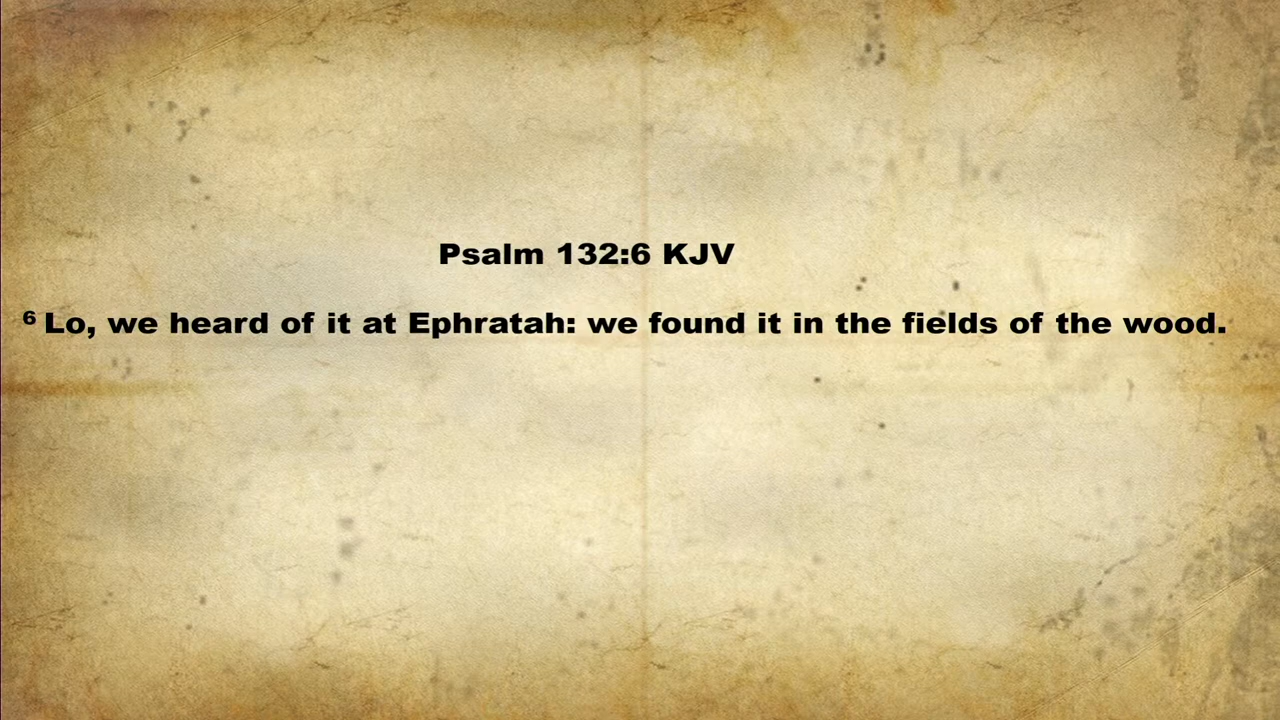 Psalm 132:6 KJV
⁶ Lo, we heard of it at Ephratah: we found it in the fields of the wood.